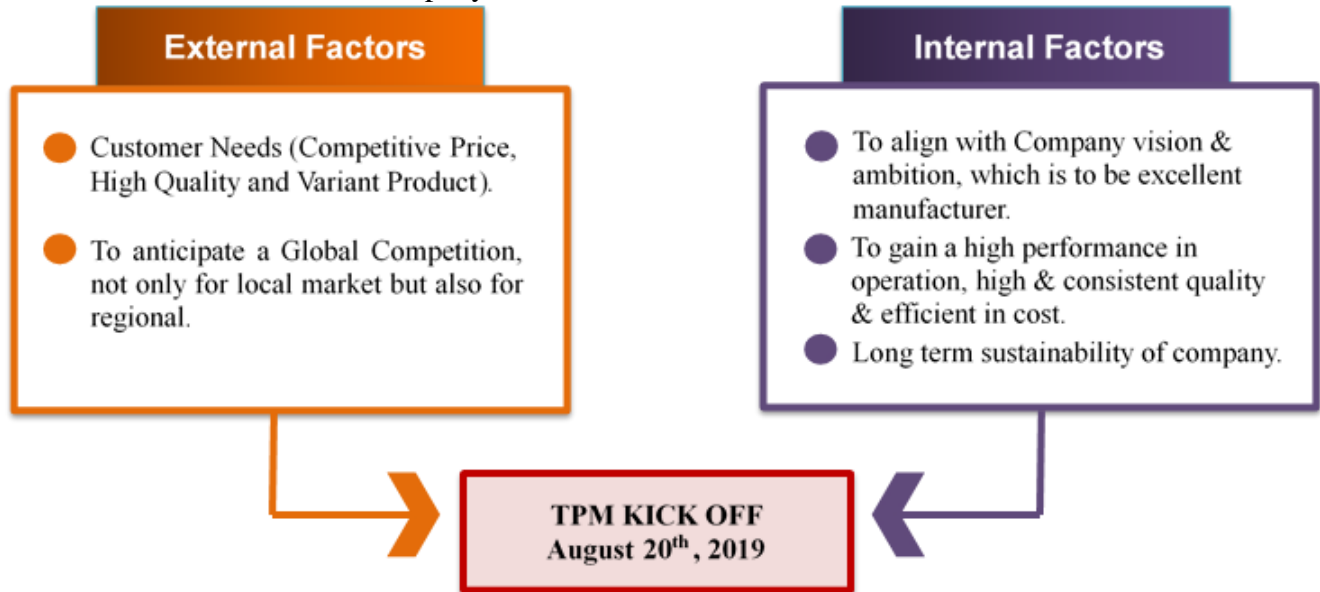 External Factors
Customer Needs (Competitive Price,
High Quality and Variant Product).
To anticipate a Global Competition,
not only for local market but also for
regional.
Internal Factors
To align with Company vision &
ambition, which is to be excellent
manufacturer.
To gain a high performance in
operation, high & consistent quality
& efficient in cost.
Long term sustainability of company.
TPM KICK OFF
August 20th, 2019